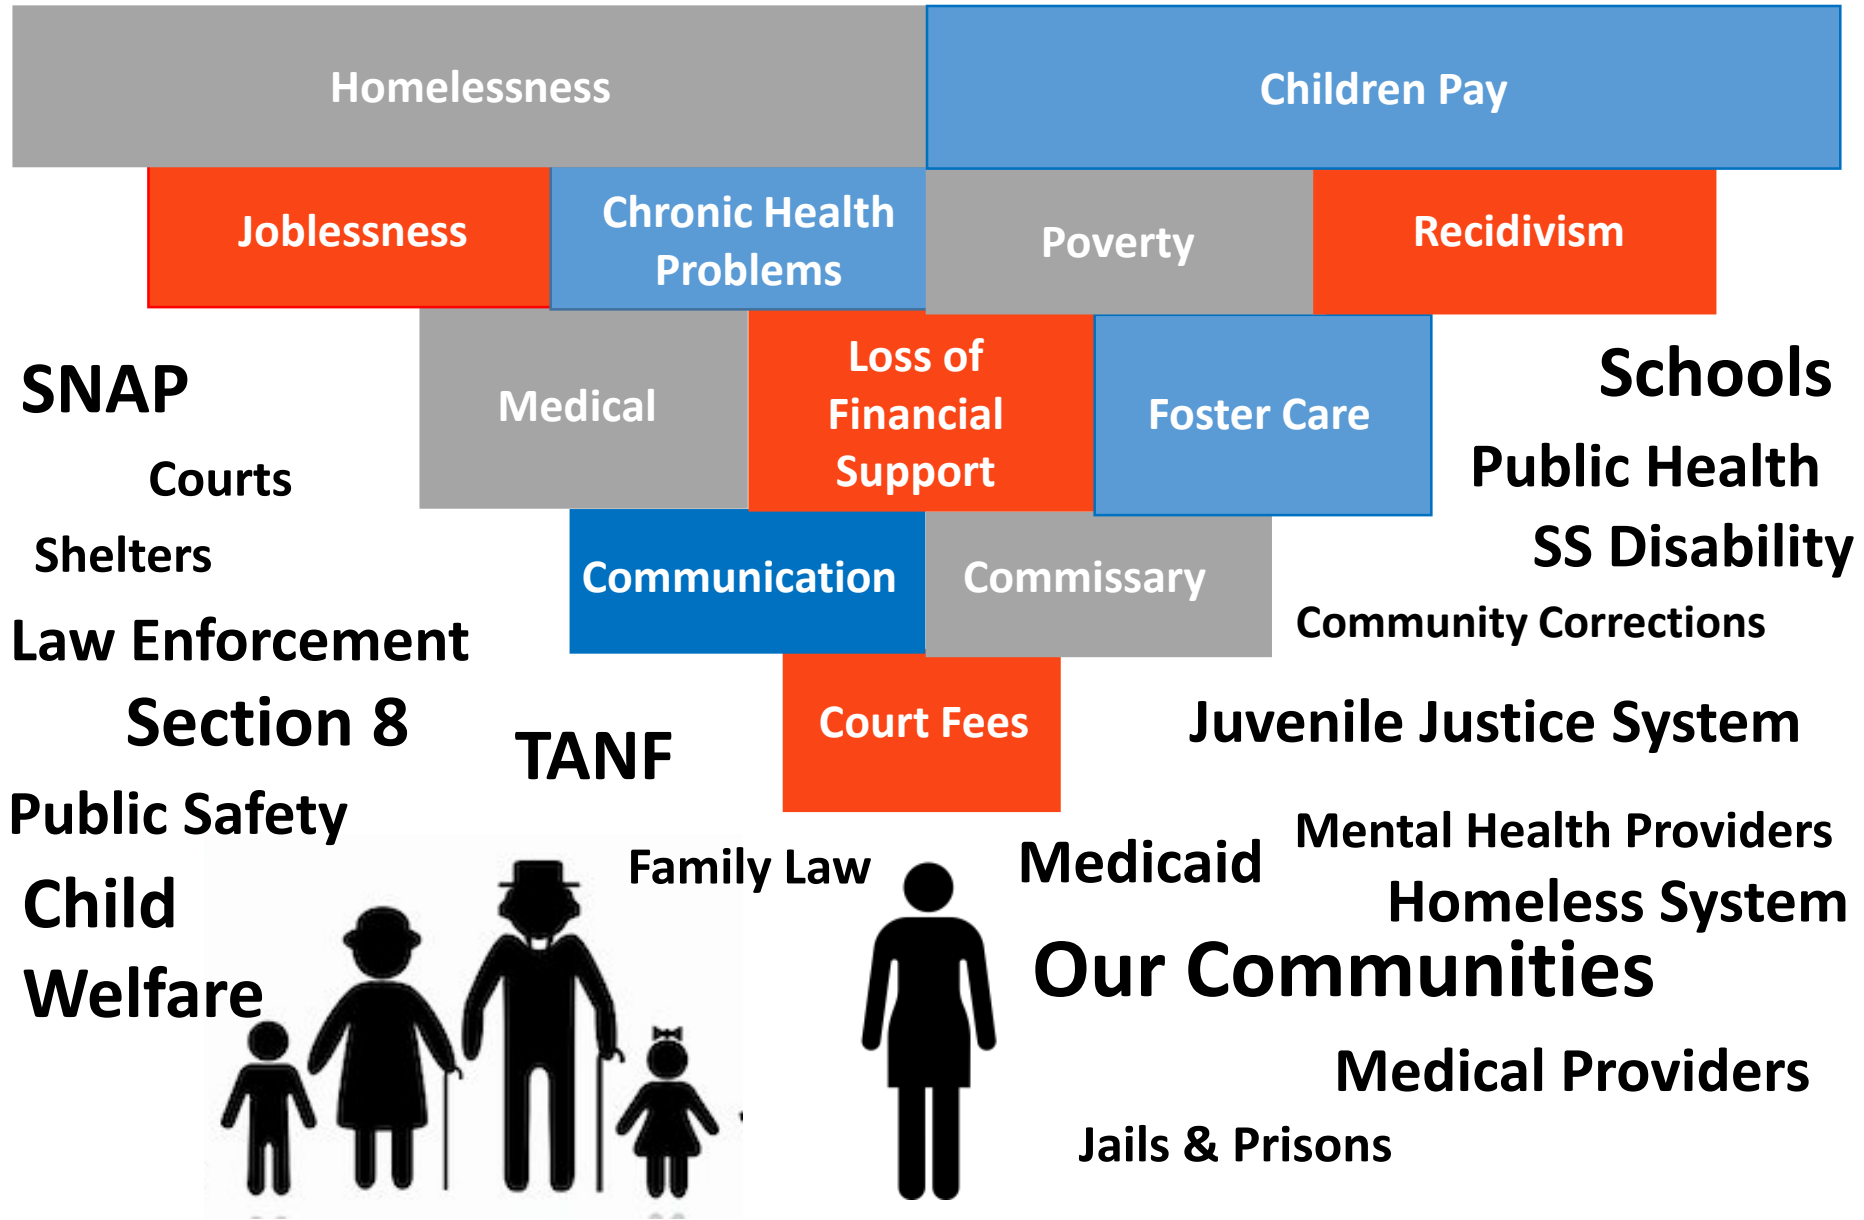 Homelessness
Children Pay
Joblessness
Chronic Health
Problems
Poverty
Recidivism
Medical
Loss of
Financial
Support
Foster Care
Communication
Commissary
Court Fees
SNAP
Courts
Shelters
Law Enforcement
Section 8
TANF
Public Safety
Family Law
Child
Welfare
Schools
Public Health
SS Disability
Community Corrections
Juvenile Justice System
Mental Health Providers
Medicaid
Homeless System
Our Communities
Medical Providers
Jails & Prisons